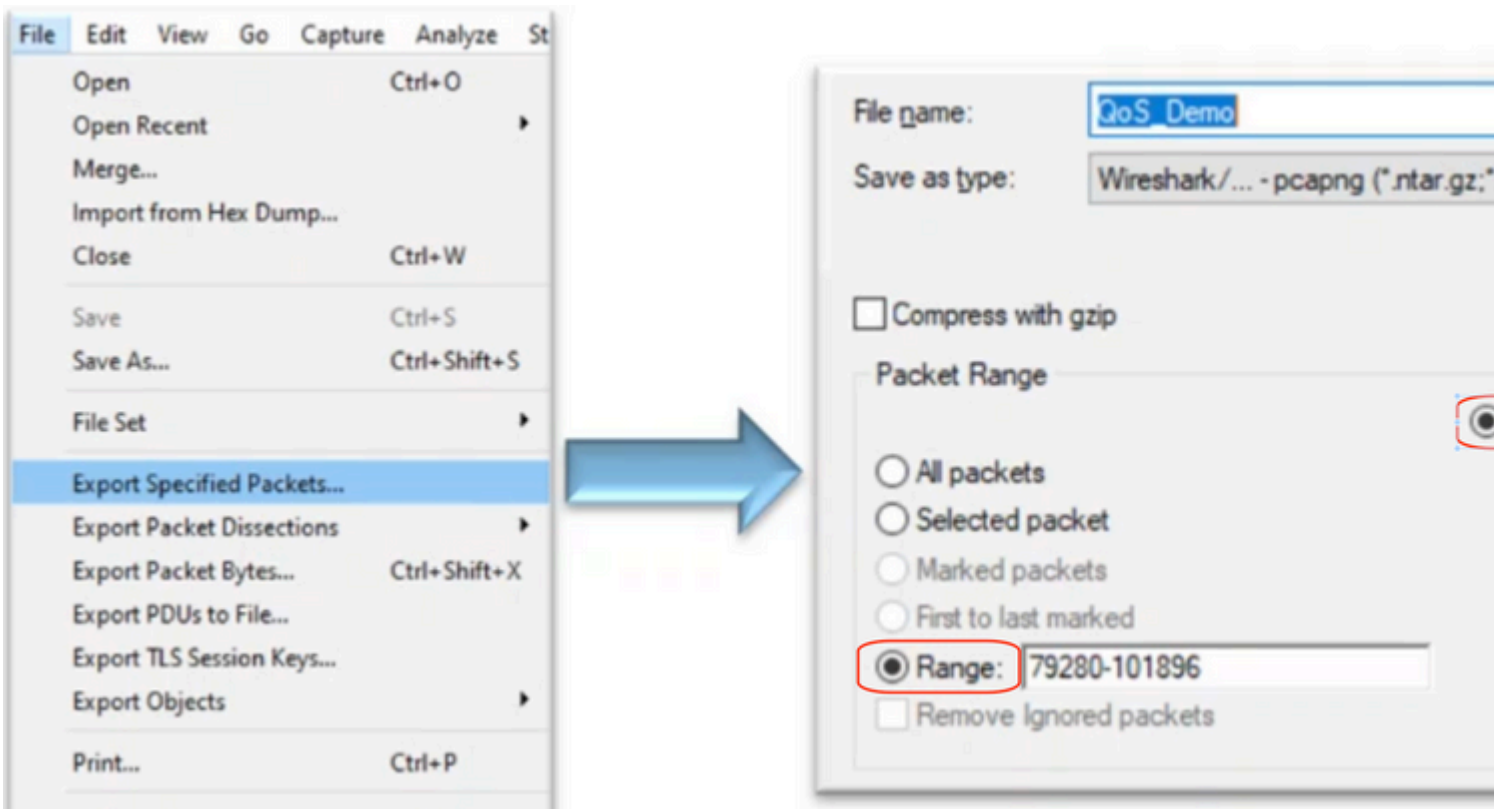 File Edit View Go Capture Analyze St
Open Ctrl+O
Open Recent
Merge...
Import from Hex Dump...
Close Ctrl+W
Save Ctrl+S
Save As... Ctrl+Shift+S
File Set
Export Specified Packets...
Export Packet Dissections
Export Packet Bytes... Ctrl+Shift+X
Export PDUs to File...
Export TLS Session Keys...
Export Objects
Print... Ctrl+P
File name: QoS_Demo
Save as type: Wireshark/... - pcapng (*.ntar.gz;*
Compress with gzip
Packet Range
All packets
Selected packet
Marked packets
First to last marked
Range: 79280-101896
Remove Ignored packets